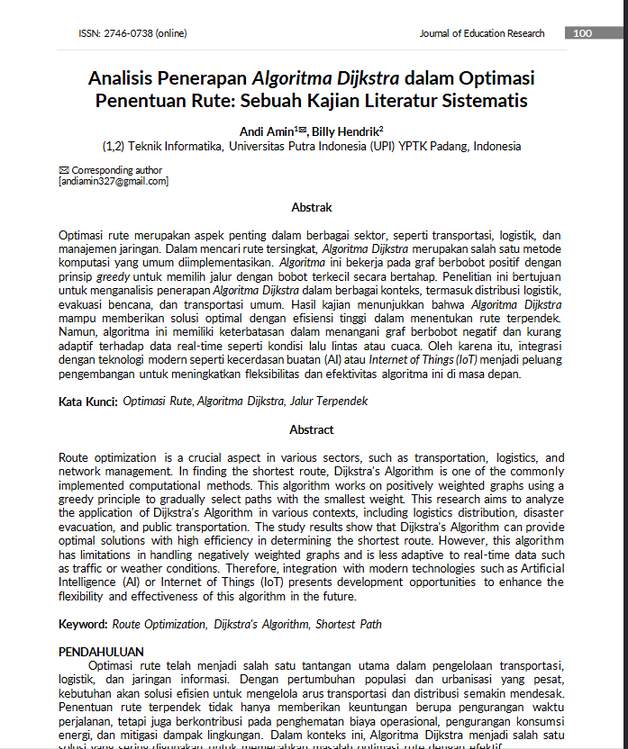 ISSN: 2746-0738 (online) Journal of Education Research 100
Analisis Penerapan Algoritma Dijkstra dalam Optimasi
Penentuan Rute: Sebuah Kajian Literatur Sistematis
Andi Amin¹✉, Billy Hendrik²
(1,2) Teknik Informatika, Universitas Putra Indonesia (UPI) YPTK Padang, Indonesia
✉ Corresponding author
[andiamin327@gmail.com]
Abstrak
Optimasi rute merupakan aspek penting dalam berbagai sektor, seperti transportasi, logistik, dan
manajemen jaringan. Dalam mencari rute tersingkat, Algoritma Dijkstra merupakan salah satu metode
komputasi yang umum diimplementasikan. Algoritma ini bekerja pada graf berbobot positif dengan
prinsip greedy untuk memilih jalur dengan bobot terkecil secara bertahap. Penelitian ini bertujuan
untuk menganalisis penerapan Algoritma Dijkstra dalam berbagai konteks, termasuk distribusi logistik,
evakuasi bencana, dan transportasi umum. Hasil kajian menunjukkan bahwa Algoritma Dijkstra
mampu memberikan solusi optimal dengan efisiensi tinggi dalam menentukan rute terpendek.
Namun, algoritma ini memiliki keterbatasan dalam menangani graf berbobot negatif dan kurang
adaptif terhadap data real-time seperti kondisi lalu lintas atau cuaca. Oleh karena itu, integrasi
dengan teknologi modern seperti kecerdasan buatan (AI) atau Internet of Things (IoT) menjadi peluang
pengembangan untuk meningkatkan fleksibilitas dan efektivitas algoritma ini di masa depan.
Kata Kunci: Optimasi Rute, Algoritma Dijkstra, Jalur Terpendek
Abstract
Route optimization is a crucial aspect in various sectors, such as transportation, logistics, and
network management. In finding the shortest route, Dijkstra's Algorithm is one of the commonly
implemented computational methods. This algorithm works on positively weighted graphs using a
greedy principle to gradually select paths with the smallest weight. This research aims to analyze
the application of Dijkstra's Algorithm in various contexts, including logistics distribution, disaster
evacuation, and public transportation. The study results show that Dijkstra's Algorithm can provide
optimal solutions with high efficiency in determining the shortest route. However, this algorithm
has limitations in handling negatively weighted graphs and is less adaptive to real-time data such
as traffic or weather conditions. Therefore, integration with modern technologies such as Artificial
Intelligence (AI) or Internet of Things (IoT) presents development opportunities to enhance the
flexibility and effectiveness of this algorithm in the future.
Keyword: Route Optimization, Dijkstra's Algorithm, Shortest Path
PENDAHULUAN
Optimasi rute telah menjadi salah satu tantangan utama dalam pengelolaan transportasi,
logistik, dan jaringan informasi. Dengan pertumbuhan populasi dan urbanisasi yang pesat,
kebutuhan akan solusi efisien untuk mengelola arus transportasi dan distribusi semakin mendesak.
Penentuan rute terpendek tidak hanya memberikan keuntungan berupa pengurangan waktu
perjalanan, tetapi juga berkontribusi pada penghematan biaya operasional, pengurangan konsumsi
energi, dan mitigasi dampak lingkungan. Dalam konteks ini, Algoritma Dijkstra menjadi salah satu
solusi yang sering digunakan untuk memecahkan masalah optimasi rute dengan efektif